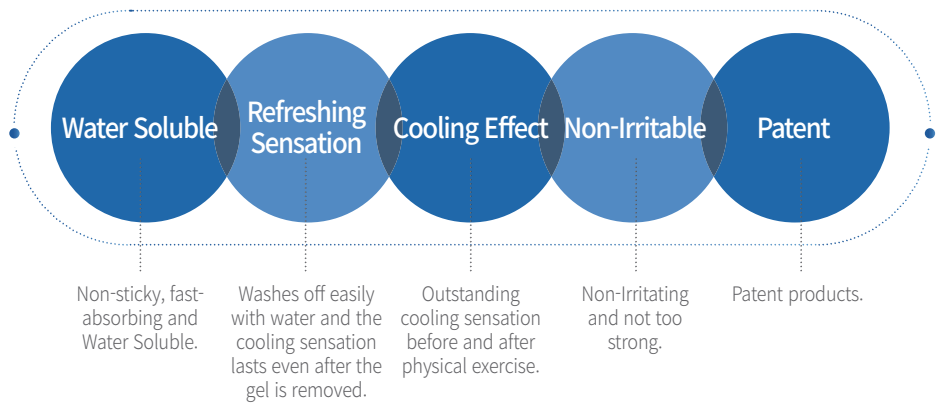 Water Soluble
Refreshing
Sensation
Cooling Effect
Non-Irritable
Patent
Non-sticky, fast-
absorbing and
Water Soluble.
Washes off easily
with water and the
cooling sensation
lasts even after the
gel is removed.
Outstanding
cooling sensation
before and after
physical exercise.
Non-Irritating
and not too
strong.
Patent products.